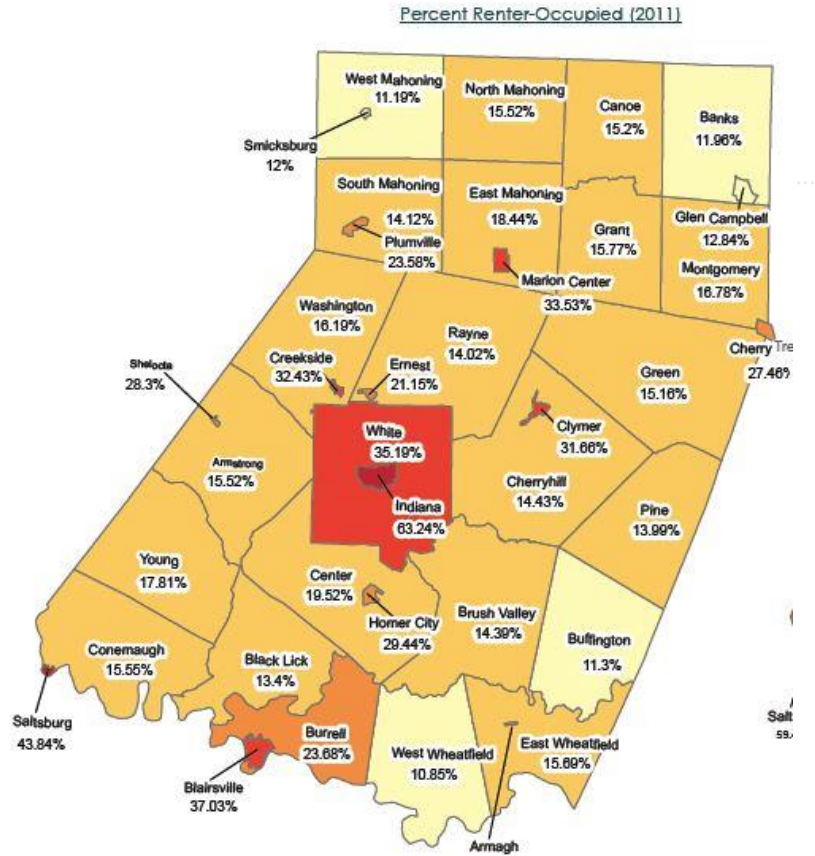 Percent Renter-Occupied (2011)
West Mahoning
11.19%
North Mahoning
15.52%
Canoe
15.2%
Banks
11.96%
Smicksburg
12%
South Mahoning
14.12%
Plumville
23.58%
East Mahoning
18.44%
Grant
15.77%
Glen Campbell
12.84%
Montgomery
16.78%
Marion Center
33.53%
Washington
16.19%
Rayne
14.02%
Cherry Tre
27.46%
Creekside
32.43%
Ernest
21.15%
Shelocta
28.3%
Green
15.16%
White
35.19%
Clymer
31.66%
Armstrong
15.52%
Cherryhill
14.43%
Indiana
63.24%
Pine
13.99%
Young
17.81%
Center
19.52%
Homer City
29.44%
Brush Valley
14.39%
Buffington
11.3%
Conemaugh
15.55%
Black Lick
13.4%
Saltsburg
43.84%
Burrell
23.68%
West Wheatfield
10.85%
East Wheatfield
15.69%
Blairsville
37.03%
Armagh
Salts